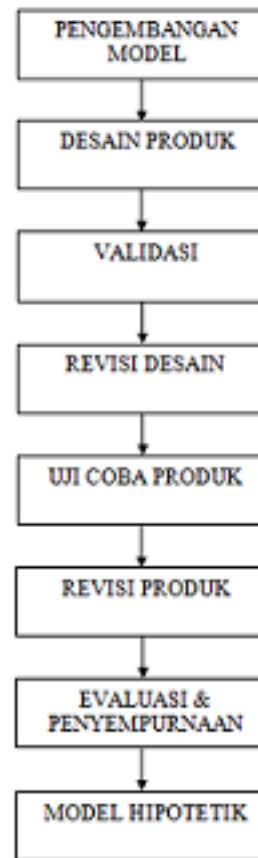 PENGEMBANGAN
MODEL
DESAIN PRODUK
VALIDASI
REVISI DESAIN
UJI COBA PRODUK
REVISI PRODUK
EVALUASI &
PENYEMPURNAAN
MODEL HIPOTETIK